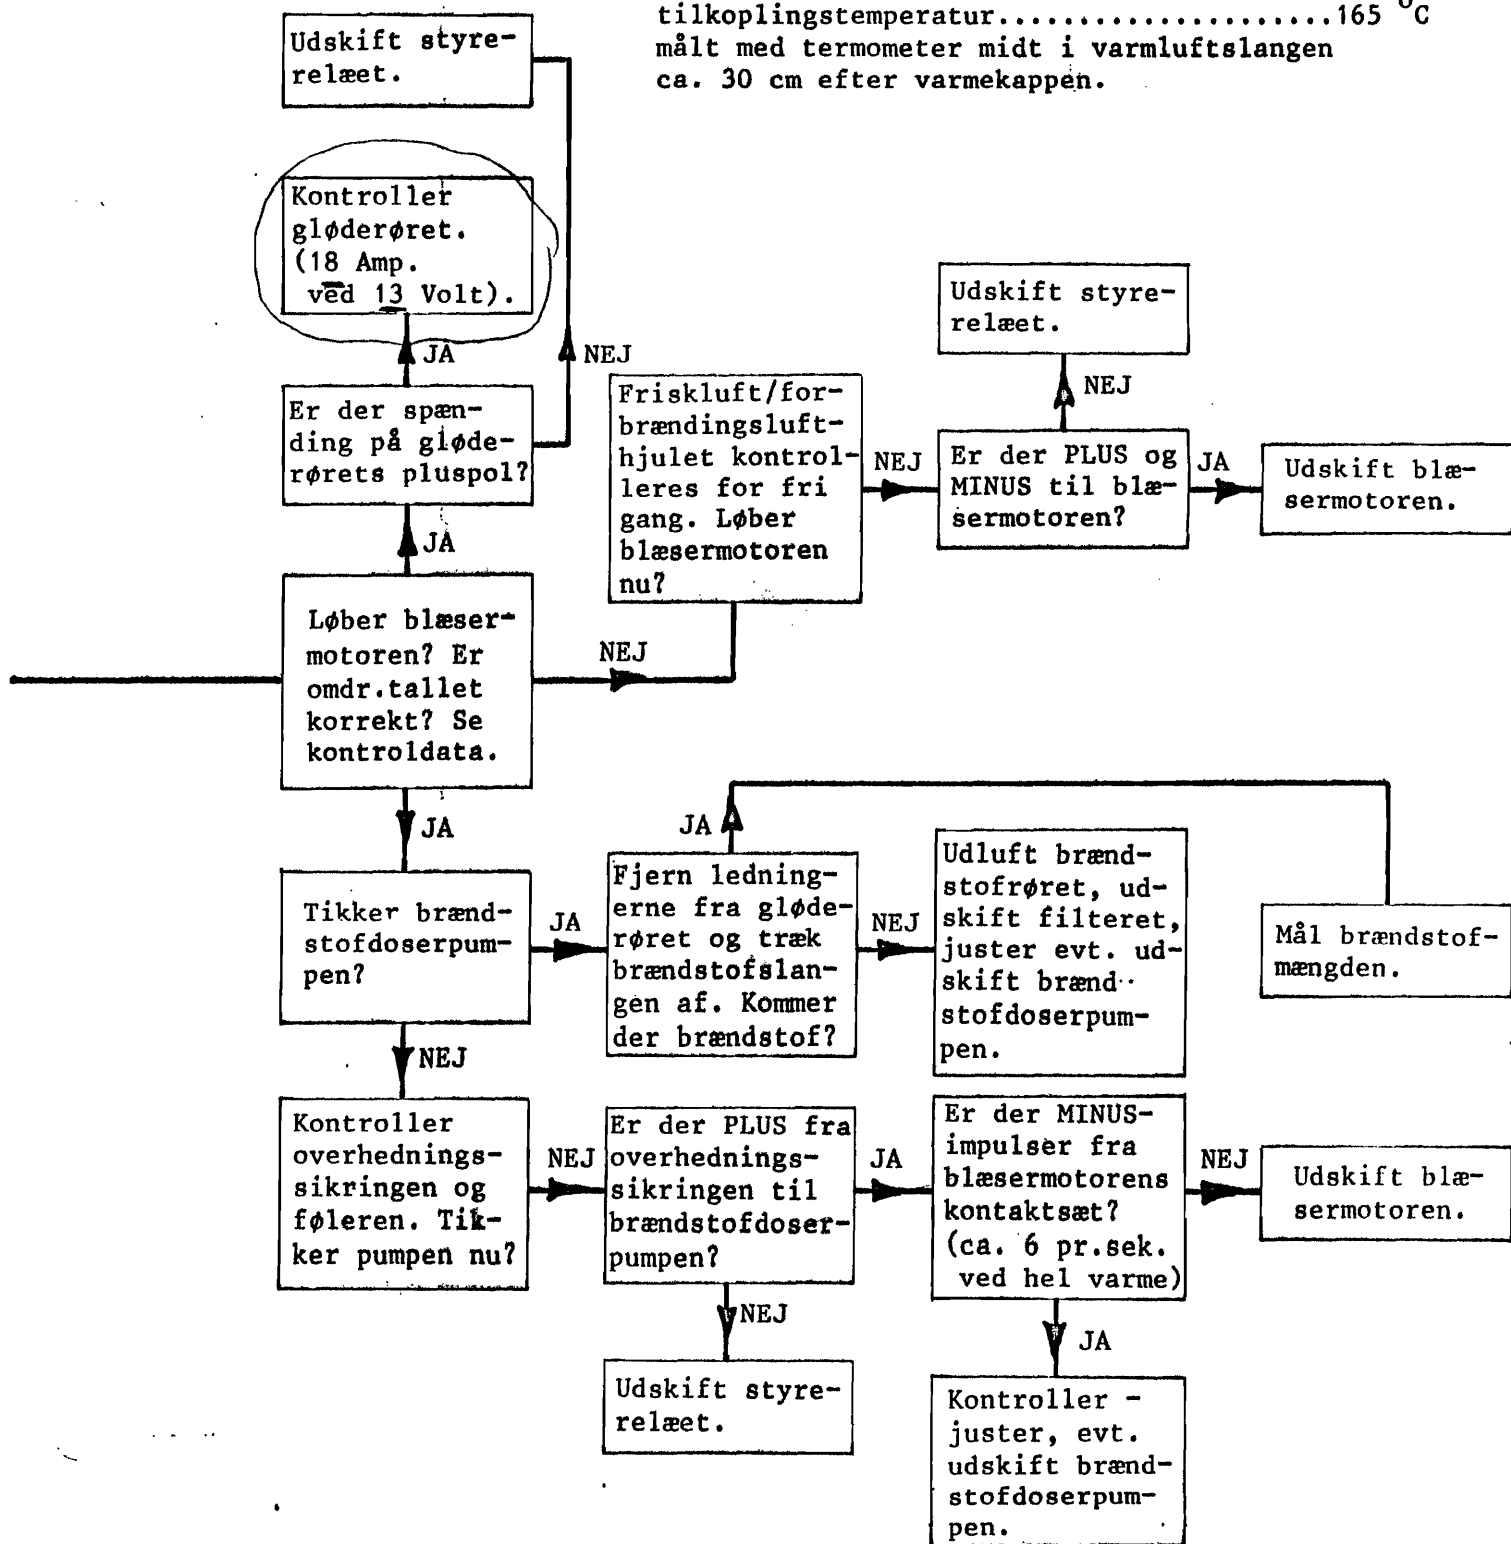 tilkoplingstemperatur.....................165 °C
målt med termometer midt i varmluftslangen
ca. 30 cm efter varmekappen.
Udskift styre-
relæet.
Kontroller
gløderøret.
(18 Amp.
ved 13 Volt).
JA
NEJ
Er der spæn-
ding på gløde-
rørets pluspol?
JA
Udskift styre-
relæet.
NEJ
Friskluft/for-
brændingsluft-
hjulet kontrol-
leres for fri
gang. Løber
blæsermotoren
nu?
NEJ
Er der PLUS og
MINUS til blæ-
sermotoren?
JA
Udskift blæ-
sermotoren.
Løber blæser-
motoren? Er
omdr.tallet
korrekt? Se
kontroldata.
NEJ
JA
JA
Tikker brænd-
stofdoserpum-
pen?
JA
Fjern ledning-
erne fra gløde-
røret og træk
brændstofslan-
gen af. Kommer
der brændstof?
NEJ
Udluft brænd-
stofrøret, ud-
skift filteret,
juster evt. ud-
skift brænd-
stofdoserpum-
pen.
Mål brændstof-
mængden.
NEJ
Kontroller
overhednings-
sikringen og
føleren. Tik-
ker pumpen nu?
NEJ
Er der PLUS fra
overhednings-
sikringen til
brændstofdoser-
pumpen?
JA
Er der MINUS-
impulser fra
blæsermotorens
kontaktsæt?
(ca. 6 pr.sek.
ved hel varme)
NEJ
Udskift blæ-
sermotoren.
NEJ
Udskift styre-
relæet.
JA
Kontroller -
juster, evt.
udskift brænd-
stofdoserpum-
pen.